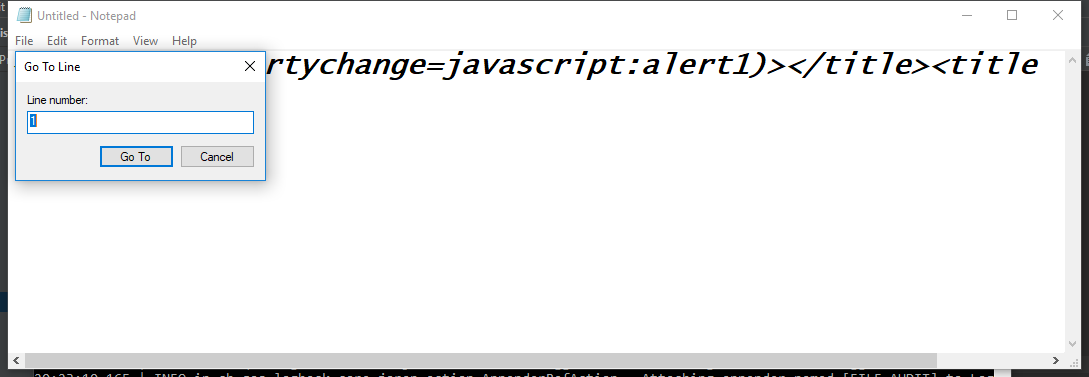 Untitled - Notepad
File Edit Format View Help
Go To Line
rtychange=javascript:alert1)></title><title
Line number:
1
Go To Cancel